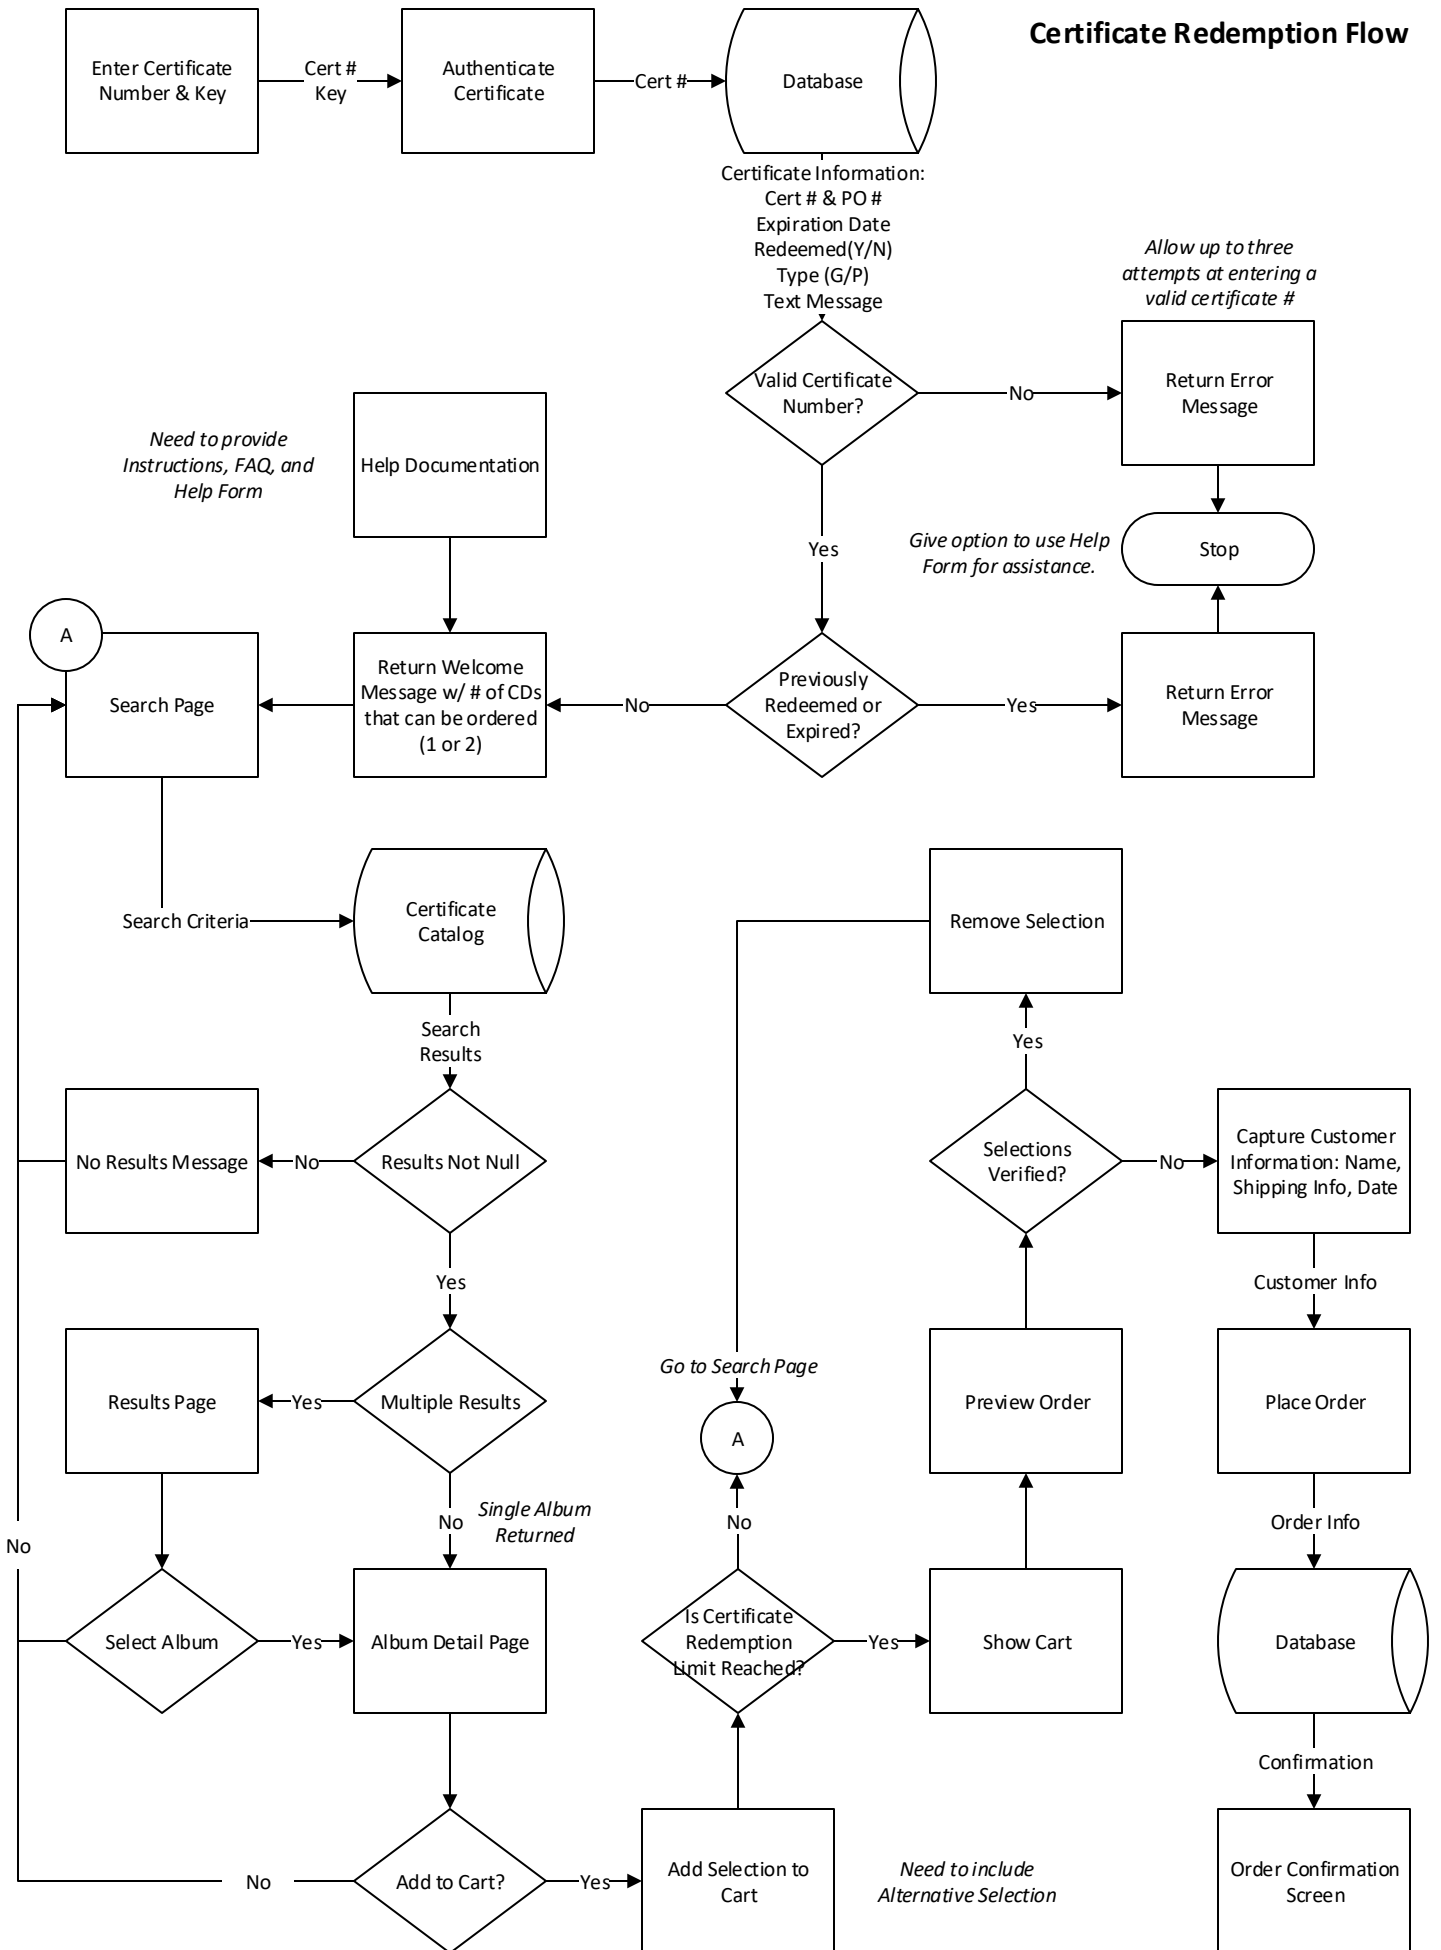 Certificate Redemption Flow
Enter Certificate
Number & Key
Cert #
Key
Authenticate
Certificate
Cert #
Database
Certificate Information:
Cert # & PO #
Expiration Date
Redeemed(Y/N)
Type (G/P)
Text Message
Allow up to three
attempts at entering a
valid certificate #
Valid Certificate
Number?
No
Return Error
Message
Need to provide
Instructions, FAQ, and
Help Form
Help Documentation
Yes
Give option to use Help
Form for assistance.
Stop
A
Search Page
Return Welcome
Message w/ # of CDs
that can be ordered
(1 or 2)
No
Previously
Redeemed or
Expired?
Yes
Return Error
Message
Search Criteria
Certificate
Catalog
Remove Selection
Search
Results
Yes
No Results Message
No
Results Not Null
Selections
Verified?
No
Capture Customer
Information: Name,
Shipping Info, Date
Yes
Customer Info
Go to Search Page
Results Page
Yes
Multiple Results
A
Preview Order
Place Order
No
Single Album
Returned
No
Order Info
No
Select Album
Yes
Album Detail Page
Is Certificate
Redemption
Limit Reached?
Yes
Show Cart
Database
Confirmation
No
Add to Cart?
Yes
Add Selection to
Cart
Need to include
Alternative Selection
Order Confirmation
Screen